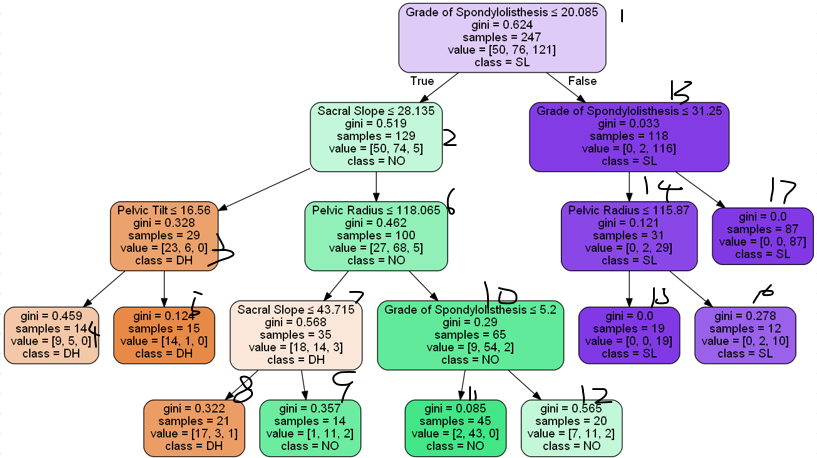 Grade of Spondylolisthesis ≤ 20.085
gini = 0.624
samples = 247
value = [50, 76, 121]
class = SL
1
True
False
Sacral Slope ≤ 28.135
gini = 0.519
samples = 129
value = [50, 74, 5]
class = NO
2
13
Grade of Spondylolisthesis ≤ 31.25
gini = 0.033
samples = 118
value = [0, 2, 116]
class = SL
Pelvic Tilt ≤ 16.56
gini = 0.328
samples = 29
value = [23, 6, 0]
class = DH
3
Pelvic Radius ≤ 118.065
gini = 0.462
samples = 100
value = [27, 68, 5]
class = NO
6
14
Pelvic Radius ≤ 115.87
gini = 0.121
samples = 31
value = [0, 2, 29]
class = SL
17
gini = 0.0
samples = 87
value = [0, 0, 87]
class = SL
gini = 0.459
samples = 14
value = [9, 5, 0]
class = DH
4
gini = 0.124
samples = 15
value = [14, 1, 0]
class = DH
5
Sacral Slope ≤ 43.715
gini = 0.568
samples = 35
value = [18, 14, 3]
class = DH
7
10
Grade of Spondylolisthesis ≤ 5.2
gini = 0.29
samples = 65
value = [9, 54, 2]
class = NO
15
gini = 0.0
samples = 19
value = [0, 0, 19]
class = SL
16
gini = 0.278
samples = 12
value = [0, 2, 10]
class = SL
8
gini = 0.322
samples = 21
value = [17, 3, 1]
class = DH
9
gini = 0.357
samples = 14
value = [1, 11, 2]
class = NO
11
gini = 0.085
samples = 45
value = [2, 43, 0]
class = NO
12
gini = 0.565
samples = 20
value = [7, 11, 2]
class = NO